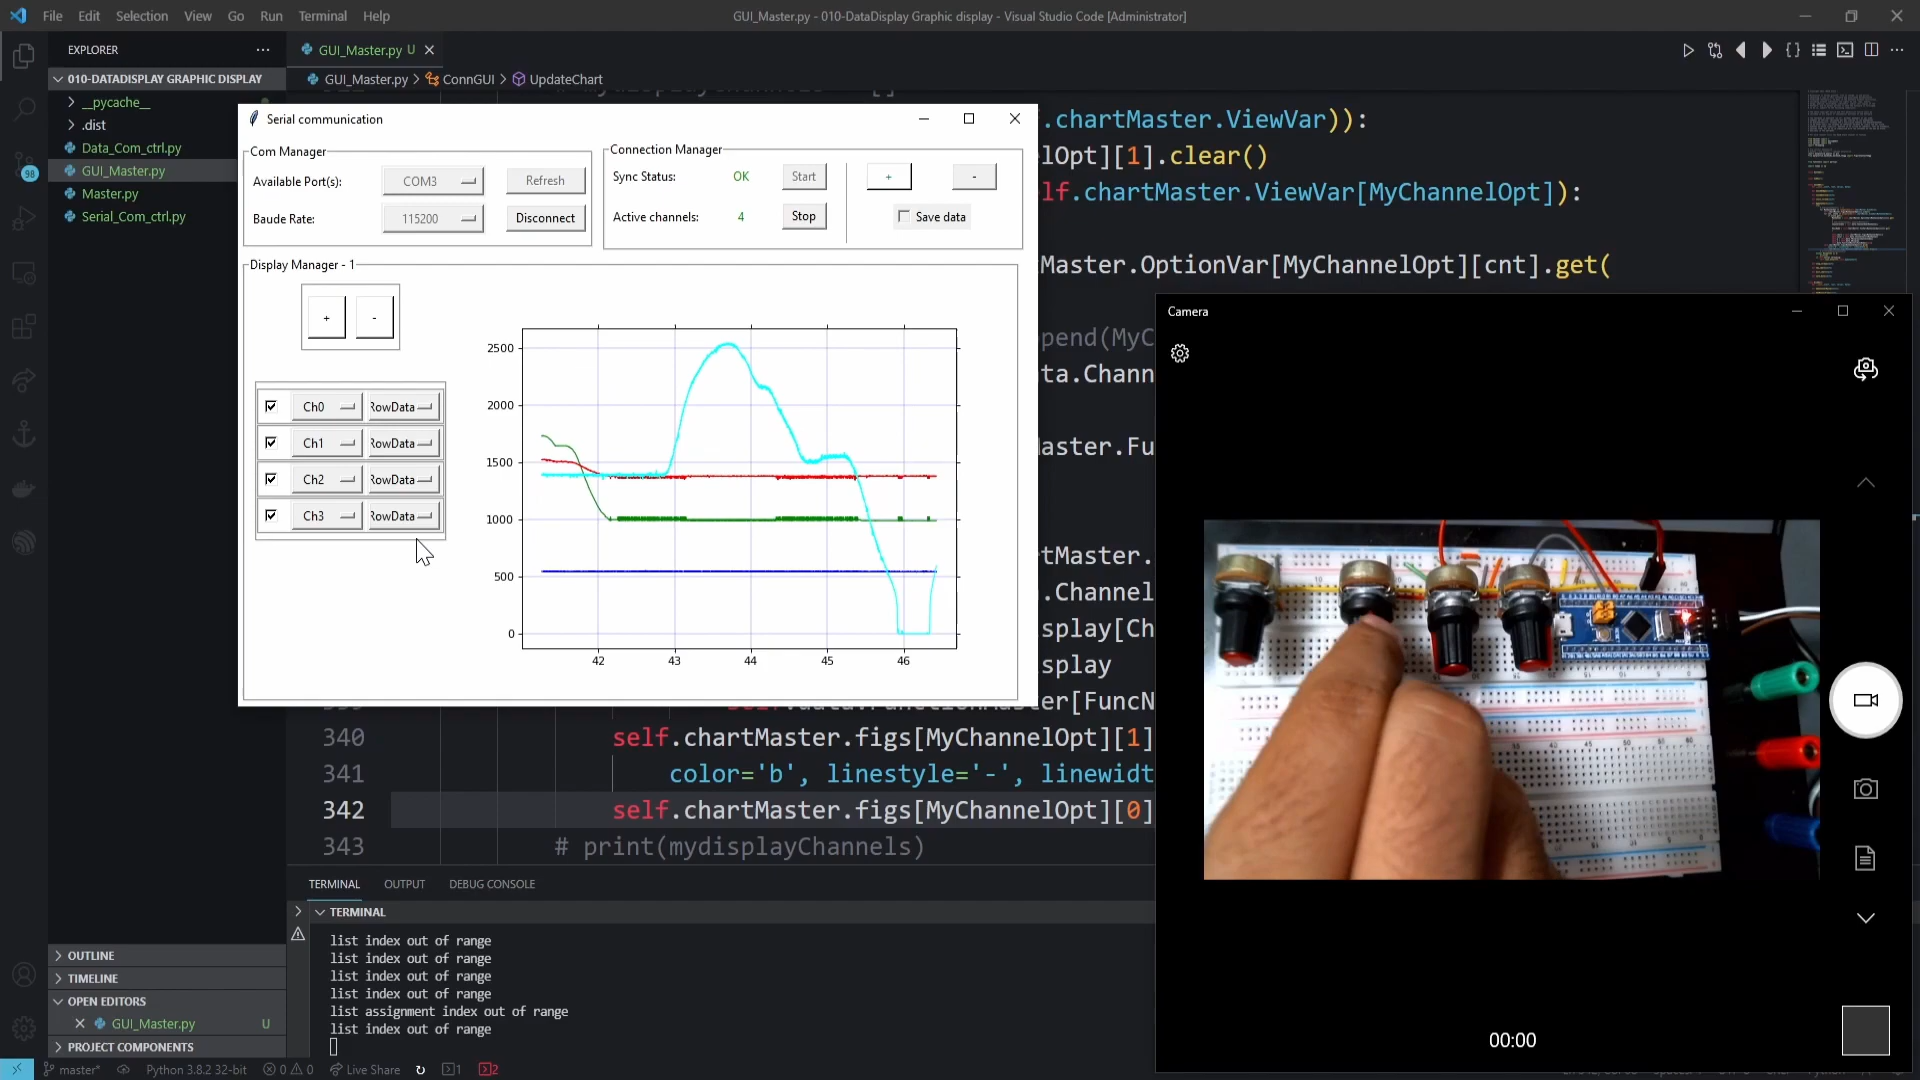 File Edit Selection View Go Run Terminal Help
GUI_Master.py - 010-DataDisplay Graphic display - Visual Studio Code [Administrator]
EXPLORER
GUI_Master.py U
010-DATADISPLAY GRAPHIC DISPLAY
GUI_Master.py > ConnGUI > UpdateChart
__pycache__
.dist
Data_Com_ctrl.py
GUI_Master.py
Master.py
Serial_Com_ctrl.py
98
.chartMaster.ViewVar)):
lOpt][1].clear()
lf.chartMaster.ViewVar[MyChannelOpt]):
Master.OptionVar[MyChannelOpt][cnt].get(
pend(MyC
ta.Chann
aster.Fu
tMaster.
.Channel
splay[Ch
splay
ter[FuncN
340 self.chartMaster.figs[MyChannelOpt][1]
341 color='b', linestyle='-', linewidt
342 self.chartMaster.figs[MyChannelOpt][0]
343 # print(mydisplayChannels)
Serial communication
Com Manager
Available Port(s): COM3 Refresh
Baude Rate: 115200 Disconnect
Connection Manager
Sync Status: OK Start + -
Active channels: 4 Stop Save data
Display Manager - 1
+ -
Ch0 RowData
Ch1 RowData
Ch2 RowData
Ch3 RowData
2500
2000
1500
1000
500
0
42 43 44 45 46
Camera
00:00
TERMINAL OUTPUT DEBUG CONSOLE
TERMINAL
list index out of range
list index out of range
list index out of range
list index out of range
list assignment index out of range
list index out of range
OUTLINE
TIMELINE
OPEN EDITORS
GUI_Master.py U
PROJECT COMPONENTS
master* Python 3.8.2 32-bit 0 0 Live Share 1 2